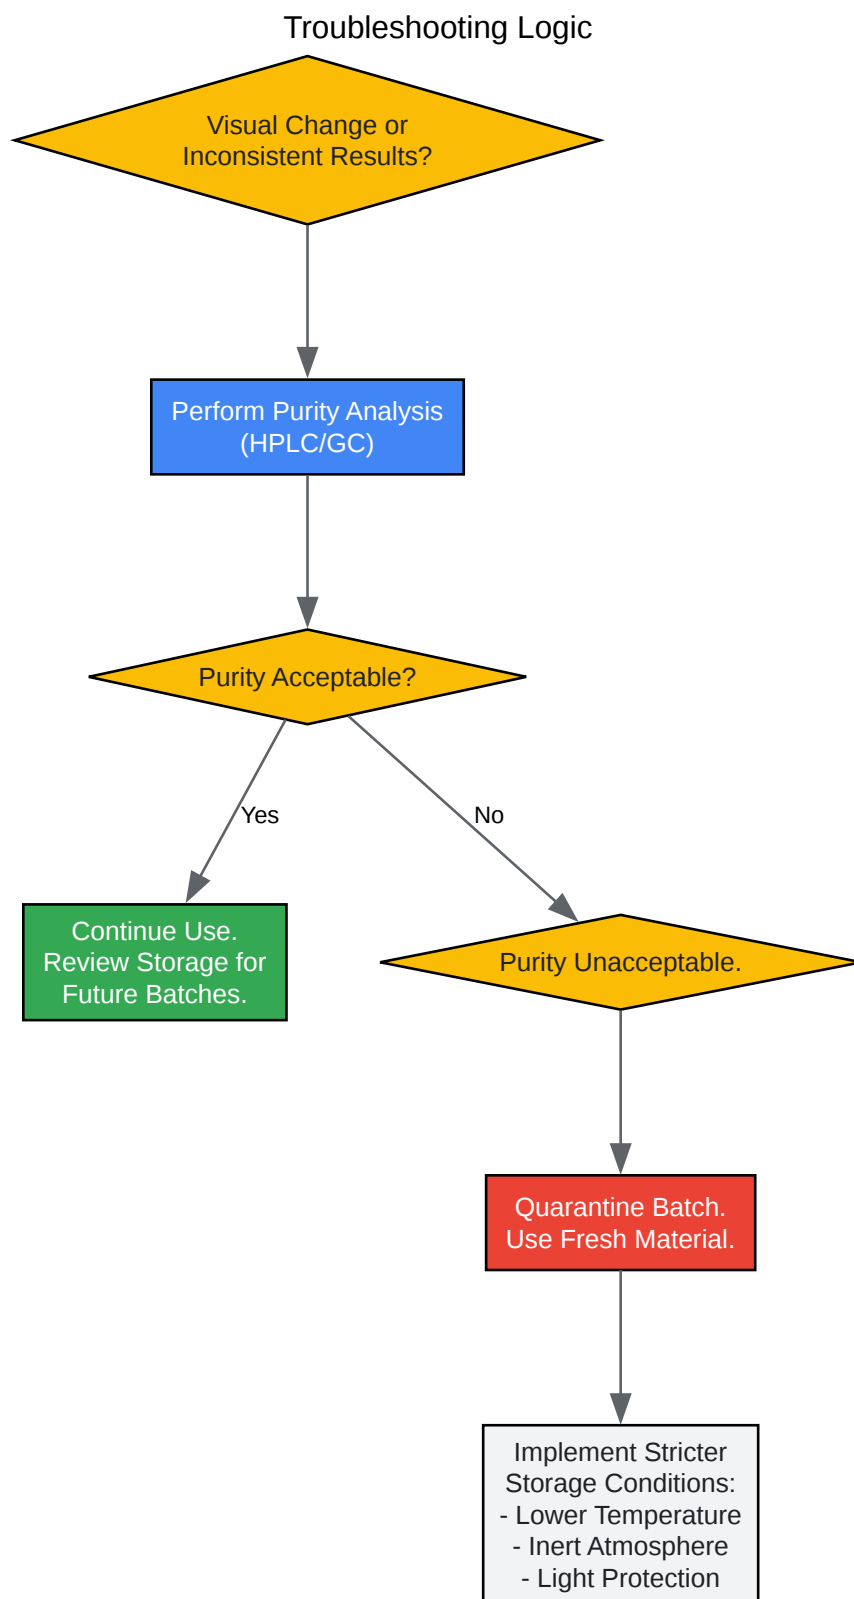 Troubleshooting Logic
Visual Change or
Inconsistent Results?
Perform Purity Analysis
(HPLC/GC)
Purity Acceptable?
Yes
No
Continue Use.
Review Storage for
Future Batches.
Purity Unacceptable.
Quarantine Batch.
Use Fresh Material.
Implement Stricter
Storage Conditions:
- Lower Temperature
- Inert Atmosphere
- Light Protection